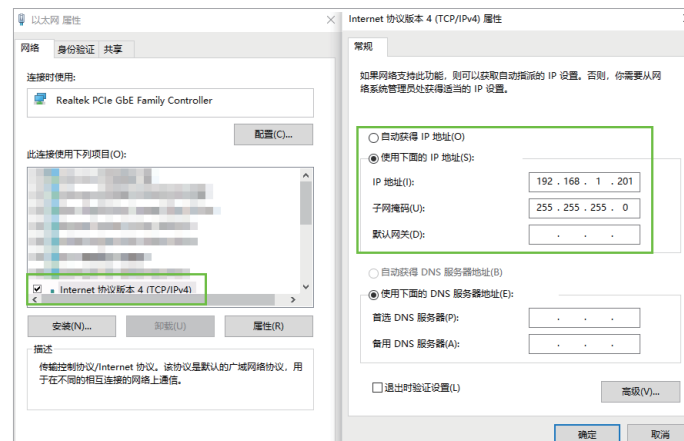 以太网 属性
网络
身份验证
共享
连接时使用:
Realtek PCIe GbE Family Controller
配置(C)...
此连接使用下列项目(O):
Internet 协议版本 4 (TCP/IPv4)
安装(N)...
卸载(U)
属性(R)
描述
传输控制协议/Internet 协议。该协议是默认的广域网络协议，用
于在不同的相互连接的网络上通信。
Internet 协议版本 4 (TCP/IPv4) 属性
常规
如果网络支持此功能，则可以获取自动指派的 IP 设置。否则，你需要从网
络系统管理员处获得适当的 IP 设置。
自动获得 IP 地址(O)
使用下面的 IP 地址(S):
IP 地址(I):
192 . 168 . 1 . 201
子网掩码(U):
255 . 255 . 255 . 0
默认网关(D):
. . .
自动获得 DNS 服务器地址(B)
使用下面的 DNS 服务器地址(E):
首选 DNS 服务器(P):
. . .
备用 DNS 服务器(A):
. . .
退出时验证设置(L)
高级(V)...
确定
取消